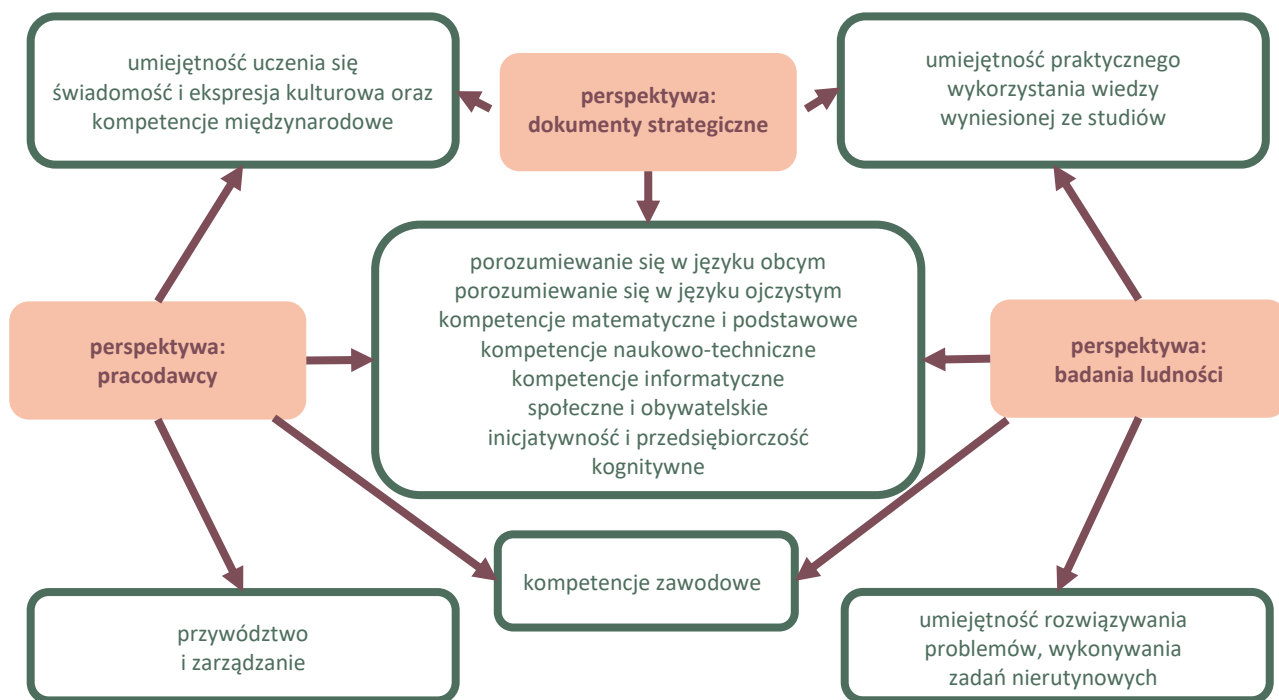 umiejętność uczenia się
świadomość i ekspresja kulturowa oraz
kompetencje międzynarodowe
perspektywa:
dokumenty strategiczne
umiejętność praktycznego
wykorzystania wiedzy
wyniesionej ze studiów
perspektywa:
pracodawcy
porozumiewanie się w języku obcym
porozumiewanie się w języku ojczystym
kompetencje matematyczne i podstawowe
kompetencje naukowo-techniczne
kompetencje informatyczne
społeczne i obywatelskie
inicjatywność i przedsiębiorczość
kognitywne
perspektywa:
badania ludności
przywództwo
i zarządzanie
kompetencje zawodowe
umiejętność rozwiązywania
problemów, wykonywania
zadań nierutynowych